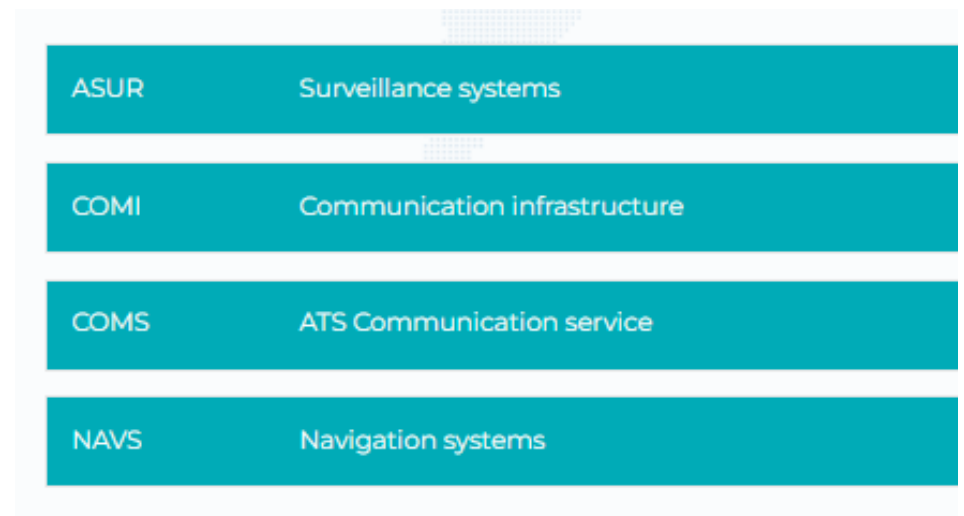 ASUR Surveillance systems
COMI Communication infrastructure
COMS ATS Communication service
NAVS Navigation systems